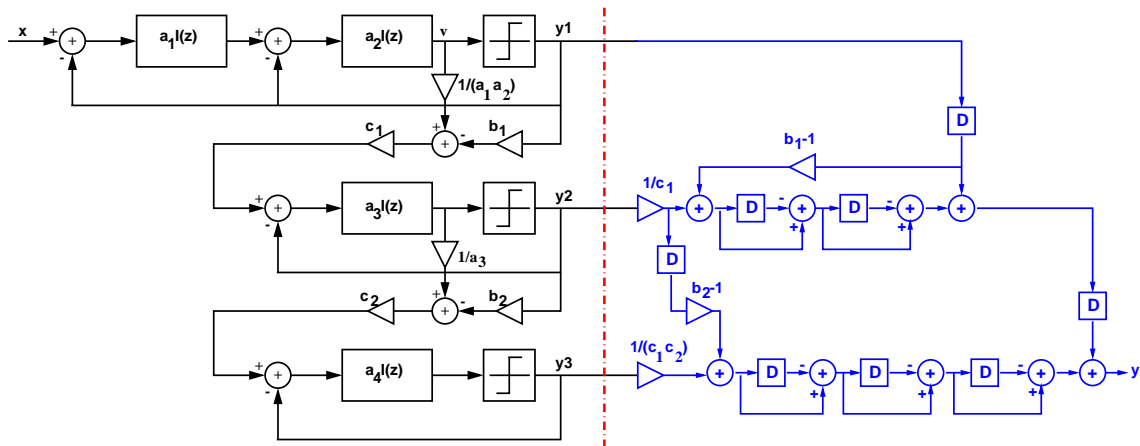 x + - a1I(z) + - a2I(z) v y1
1/(a1 a2)
c1 + - b1
D
b1-1
+ - a3I(z) y2 1/c1 + D - + + D - + + +
1/a3
D
c2 + - b2
b2-1
D
1/(c1 c2)
+ - a4I(z) y3 + D - + + D - + + D - + + + y